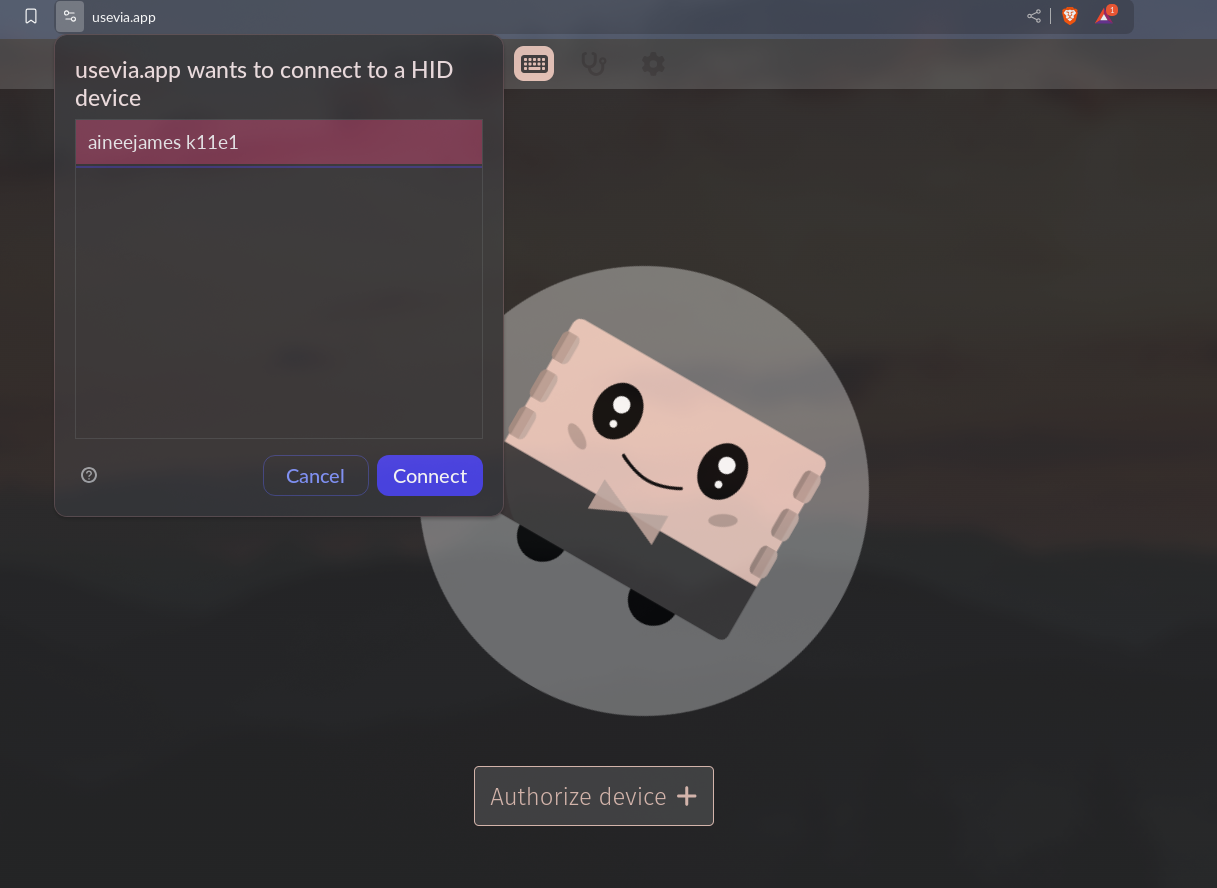 usevia.app
1
usevia.app wants to connect to a HID
device
aineejames k11e1
Cancel
Connect
Authorize device +